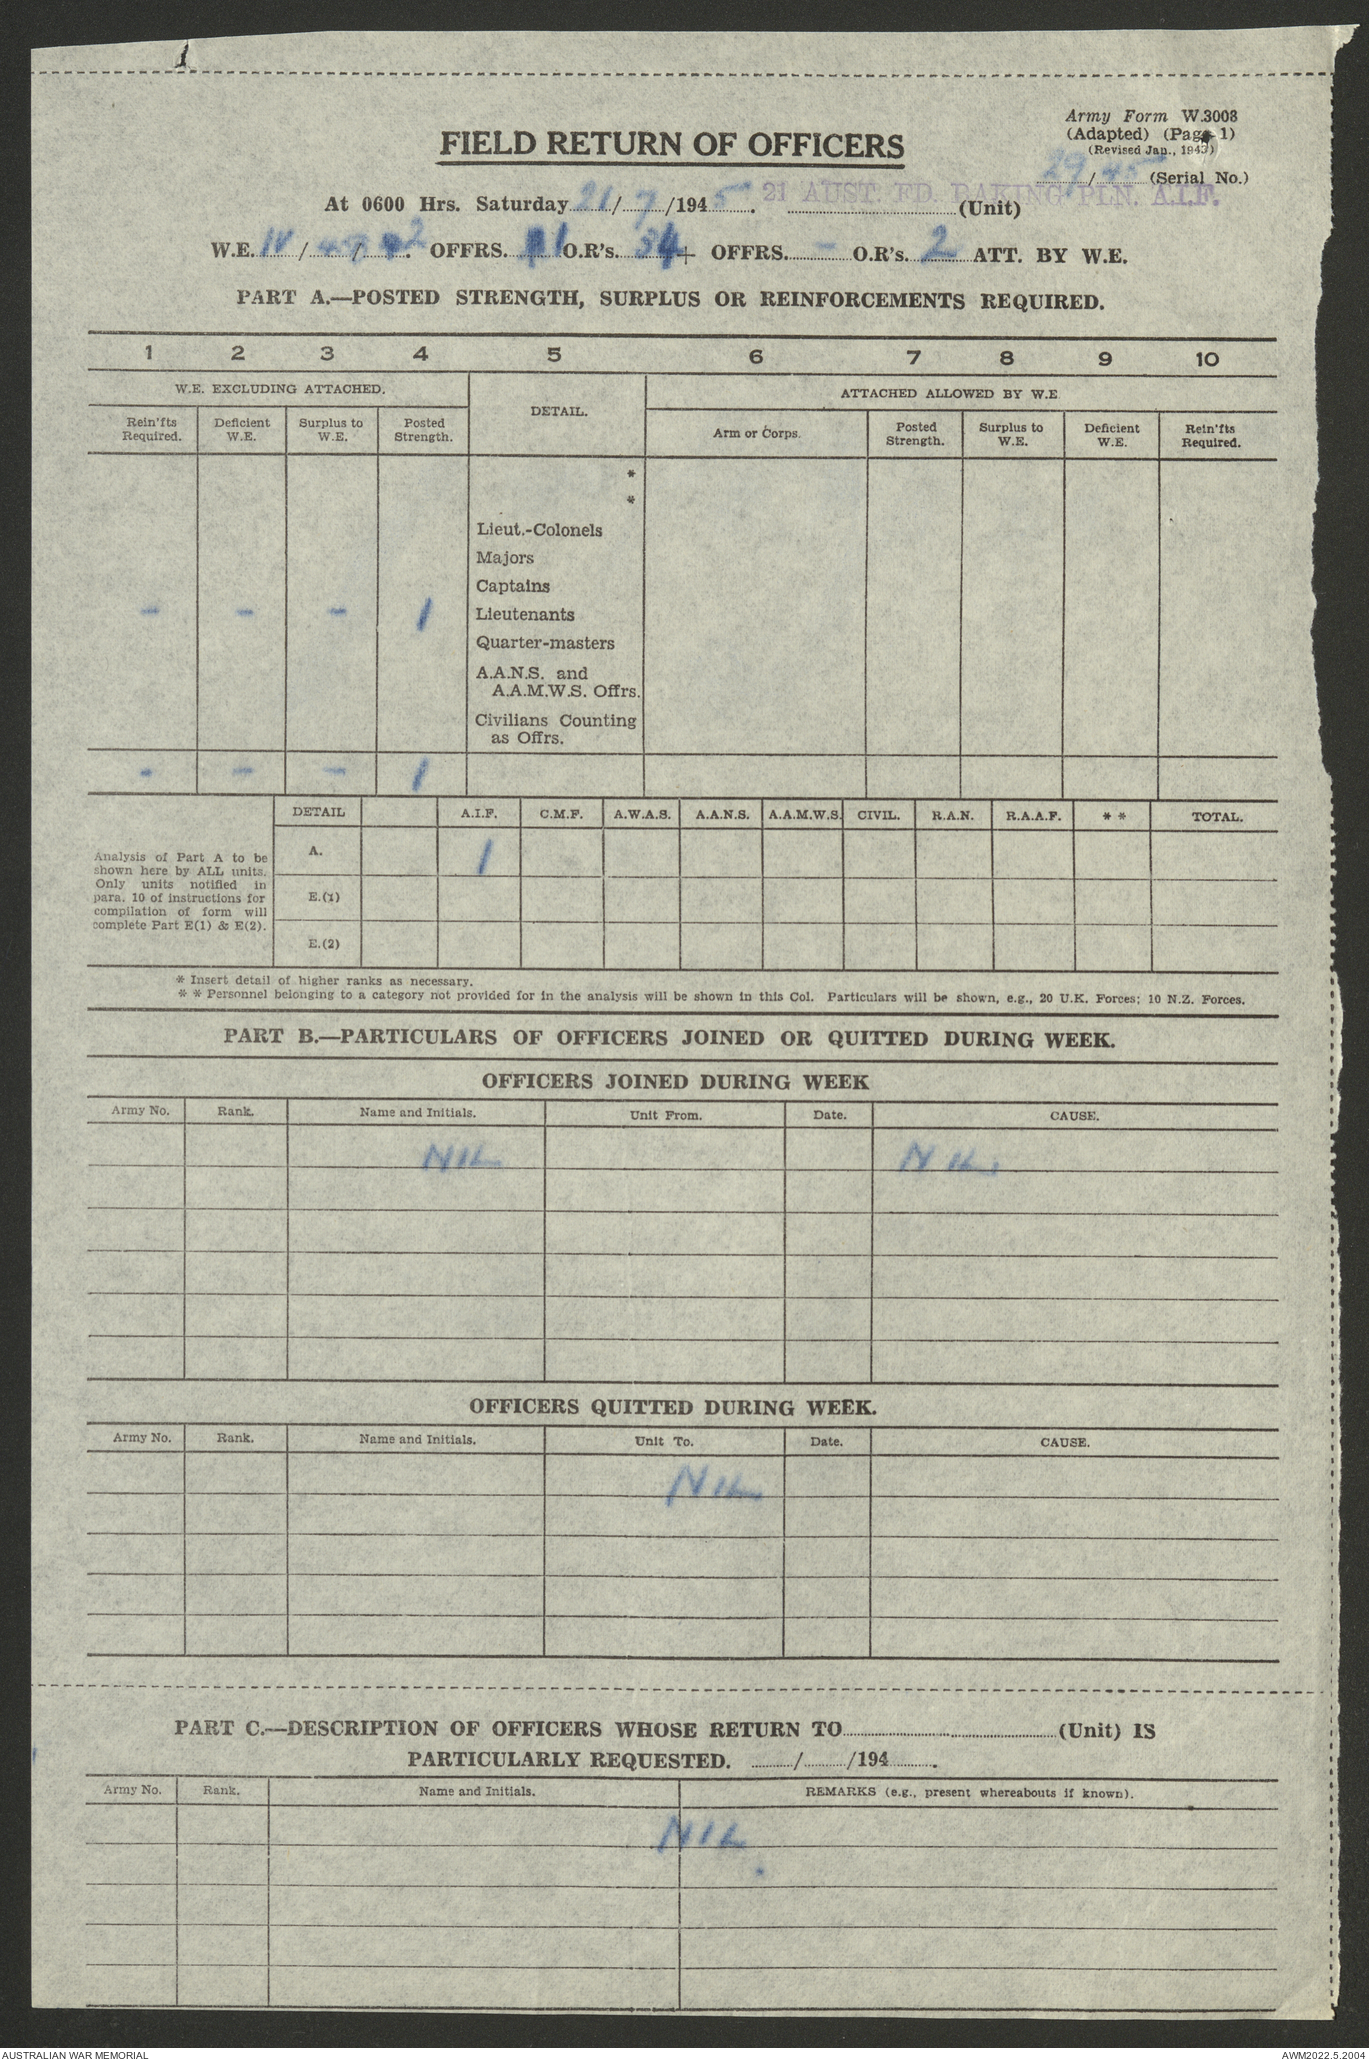 1
Army Form W.3008
(Adapted) (Page 1)
(Revised Jan., 1943)
FIELD RETURN OF OFFICERS
29/45 (Serial No.)
At 0600 Hrs. Saturday 21/7/1945. 21 AUST. FD. BAKING PLN. A.I.F. (Unit)
W.E. IV/ / 2. OFFRS. 1 O.R's. 34 + OFFRS. - O.R's. 2 ATT. BY W.E.
PART A.—POSTED STRENGTH, SURPLUS OR REINFORCEMENTS REQUIRED.
1 2 3 4 5 6 7 8 9 10
W.E. EXCLUDING ATTACHED. DETAIL. ATTACHED ALLOWED BY W.E.
Rein'fts Required. Deficient W.E. Surplus to W.E. Posted Strength. Arm or Corps. Posted Strength. Surplus to W.E. Deficient W.E. Rein'fts Required.
*
*
Lieut.-Colonels
Majors
Captains
- - - 1 Lieutenants
Quarter-masters
A.A.N.S. and
A.A.M.W.S. Offrs.
Civilians Counting
as Offrs.
- - - 1
DETAIL A.I.F. C.M.F. A.W.A.S. A.A.N.S. A.A.M.W.S. CIVIL. R.A.N. R.A.A.F. * * TOTAL.
Analysis of Part A to be
shown here by ALL units.
Only units notified in
para. 10 of instructions for
compilation of form will
complete Part E(1) & E(2).
A. 1
E.(1)
E.(2)
* Insert detail of higher ranks as necessary.
* * Personnel belonging to a category not provided for in the analysis will be shown in this Col. Particulars will be shown, e.g., 20 U.K. Forces; 10 N.Z. Forces.
PART B.—PARTICULARS OF OFFICERS JOINED OR QUITTED DURING WEEK.
OFFICERS JOINED DURING WEEK
Army No. Rank. Name and Initials. Unit From. Date. CAUSE.
NIL NIL.
OFFICERS QUITTED DURING WEEK.
Army No. Rank. Name and Initials. Unit To. Date. CAUSE.
NIL
PART C.—DESCRIPTION OF OFFICERS WHOSE RETURN TO (Unit) IS
PARTICULARLY REQUESTED. / /194 .
Army No. Rank. Name and Initials. REMARKS (e.g., present whereabouts if known).
NIL.
AUSTRALIAN WAR MEMORIAL AWM2022.5.2004